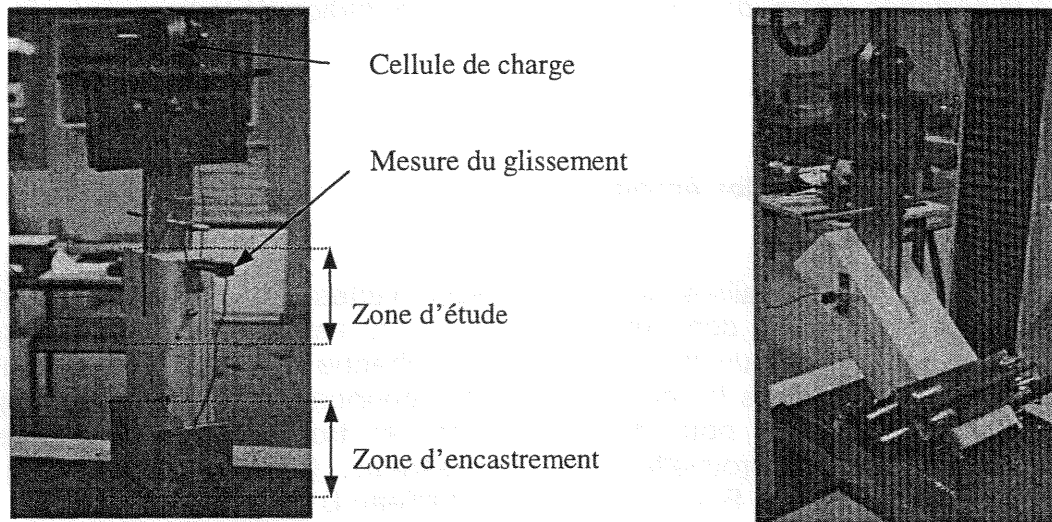 Cellule de charge
Mesure du glissement
Zone d'étude
Zone d'encastrement